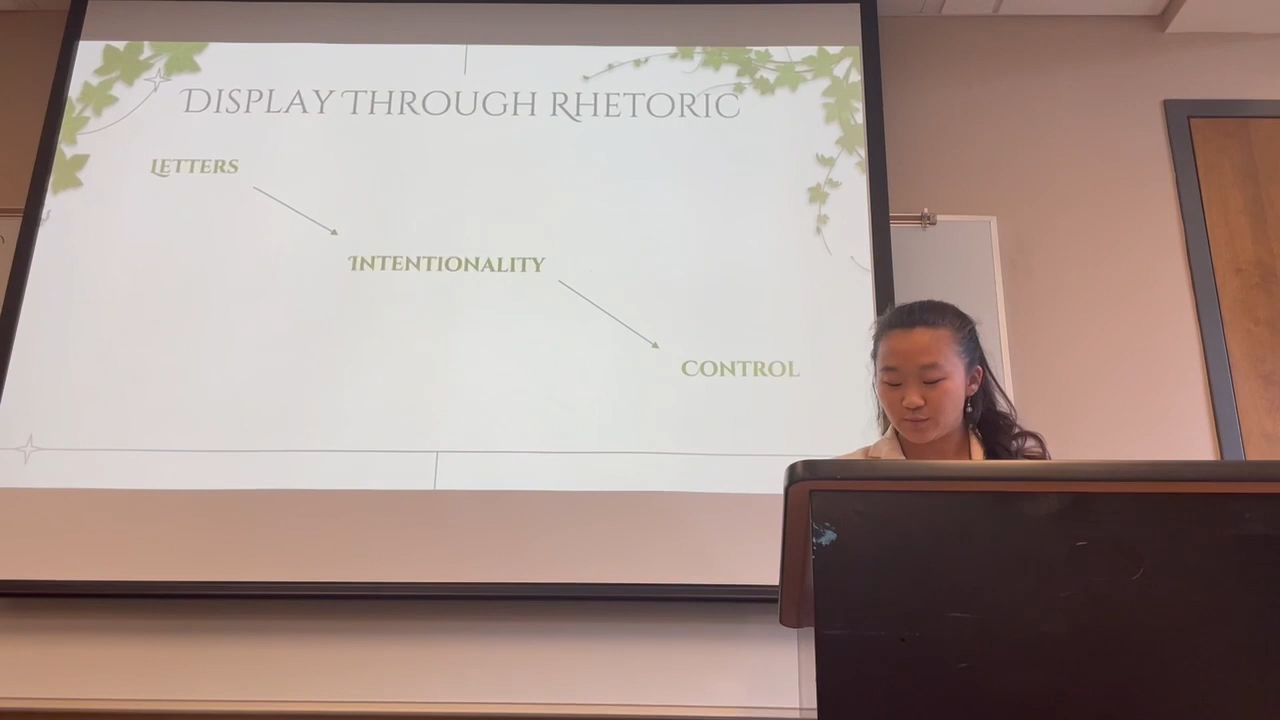 Display Through Rhetoric
Letters
Intentionality
Control